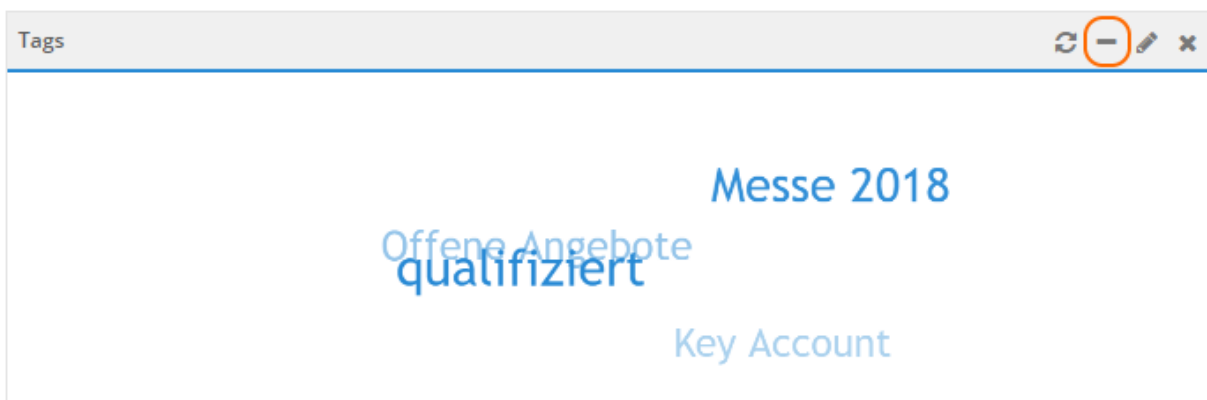 Tags
Messe 2018
Offene Angebote
qualifiziert
Key Account